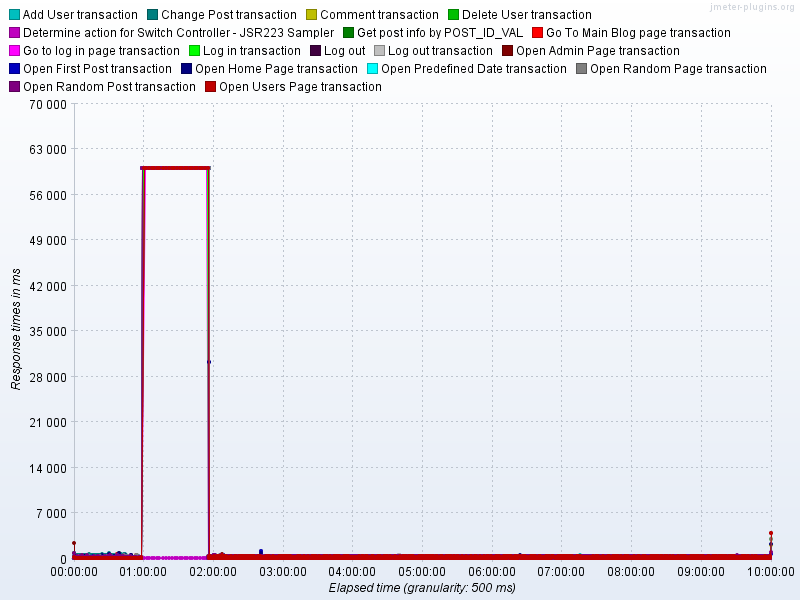 jmeter-plugins.org
Add User transaction Change Post transaction Comment transaction Delete User transaction
Determine action for Switch Controller - JSR223 Sampler Get post info by POST_ID_VAL Go To Main Blog page transaction
Go to log in page transaction Log in transaction Log out Log out transaction Open Admin Page transaction
Open First Post transaction Open Home Page transaction Open Predefined Date transaction Open Random Page transaction
Open Random Post transaction Open Users Page transaction
70 000
63 000
56 000
49 000
42 000
35 000
28 000
21 000
14 000
7 000
0
Response times in ms
00:00:00 01:00:00 02:00:00 03:00:00 04:00:00 05:00:00 06:00:00 07:00:00 08:00:00 09:00:00 10:00:00
Elapsed time (granularity: 500 ms)